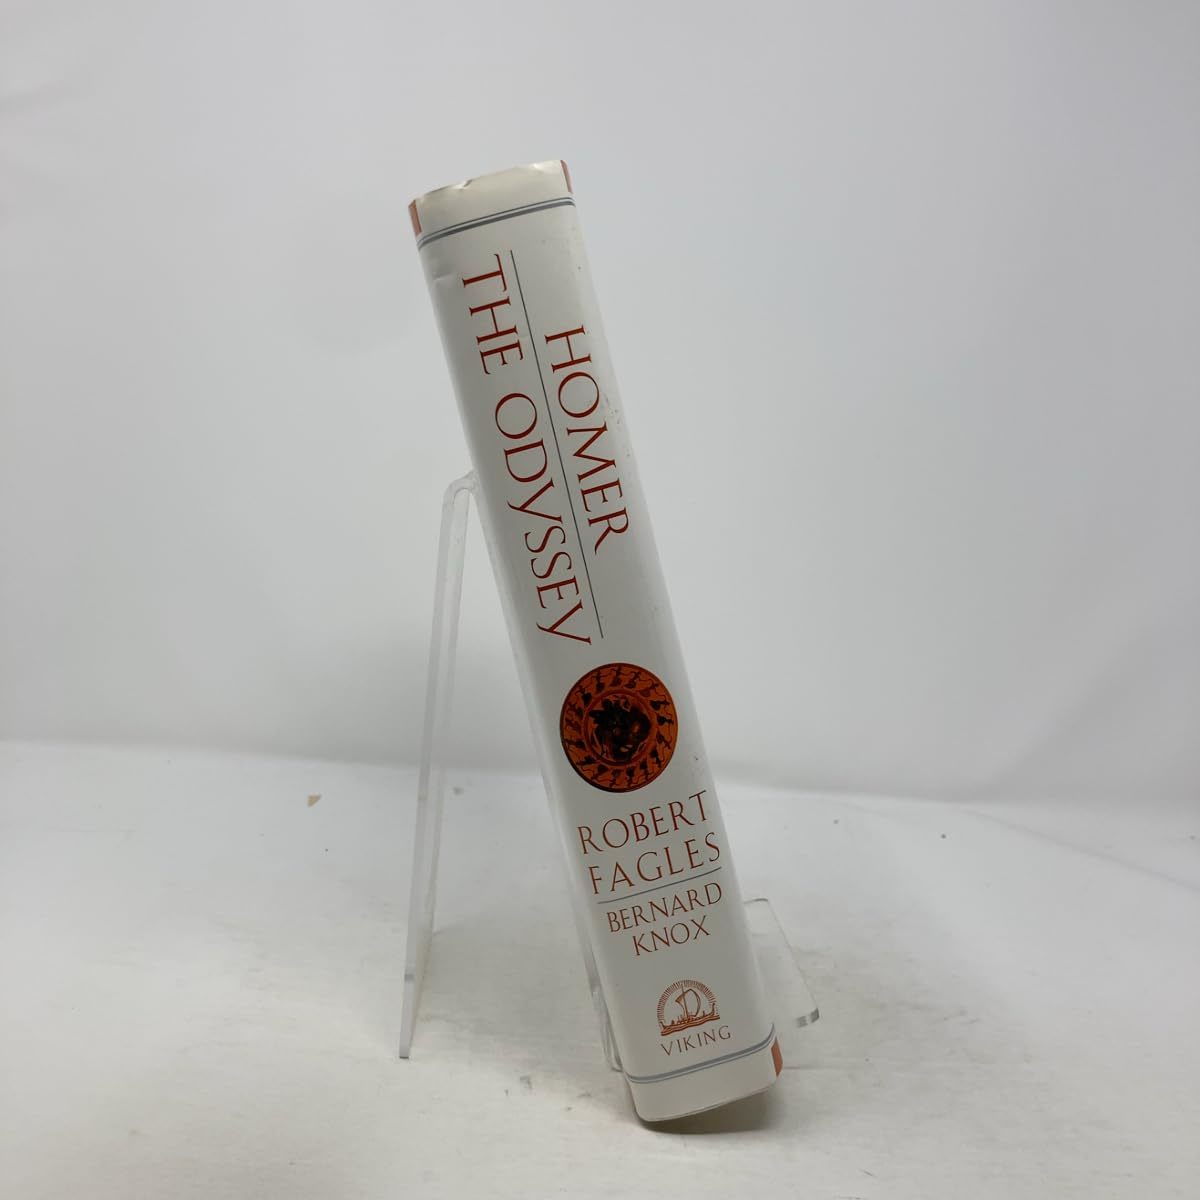 HOMER
THE ODYSSEY
ROBERT
FAGLES
BERNARD
KNOX
VIKING